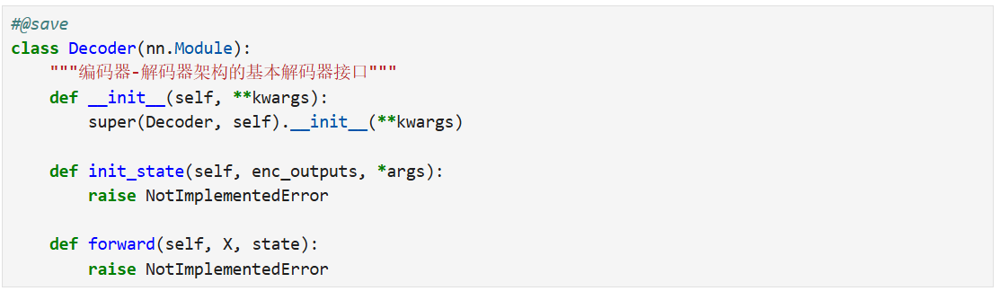 #@save
class Decoder(nn.Module):
    """编码器-解码器架构的基本解码器接口"""
    def __init__(self, **kwargs):
        super(Decoder, self).__init__(**kwargs)

    def init_state(self, enc_outputs, *args):
        raise NotImplementedError

    def forward(self, X, state):
        raise NotImplementedError